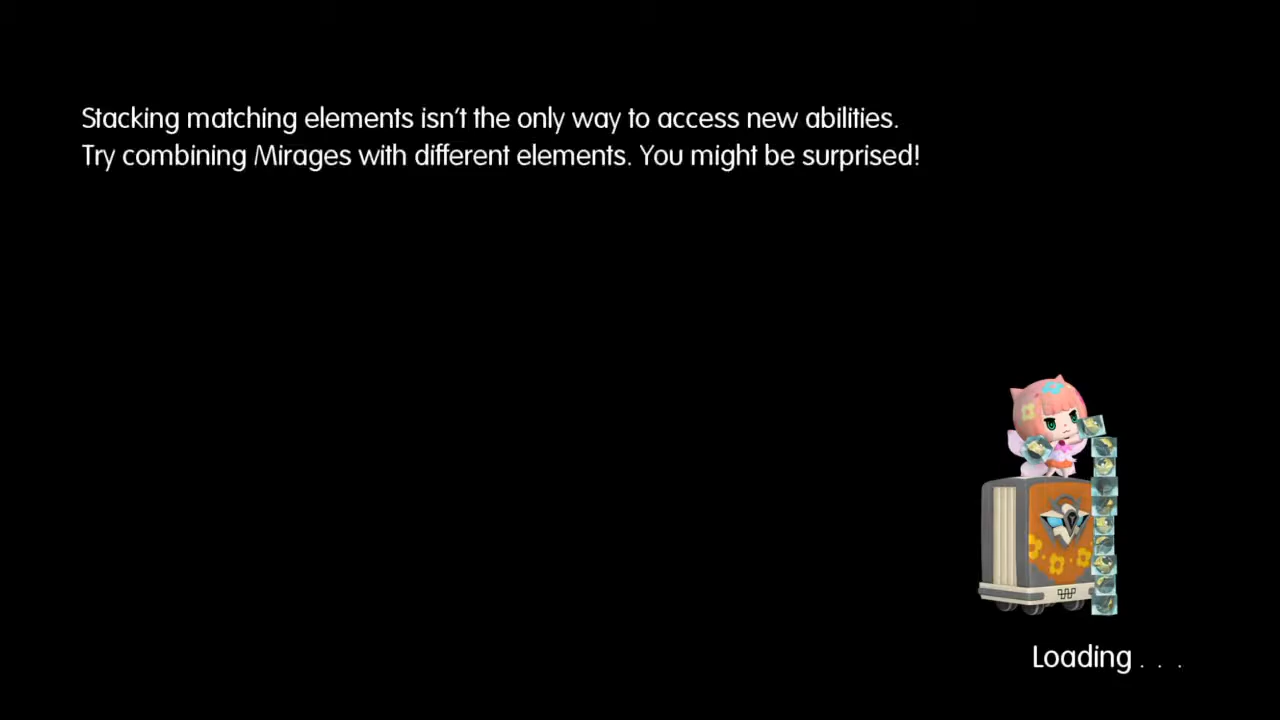 Stacking matching elements isn't the only way to access new abilities.
Try combining Mirages with different elements. You might be surprised!
Loading . . .